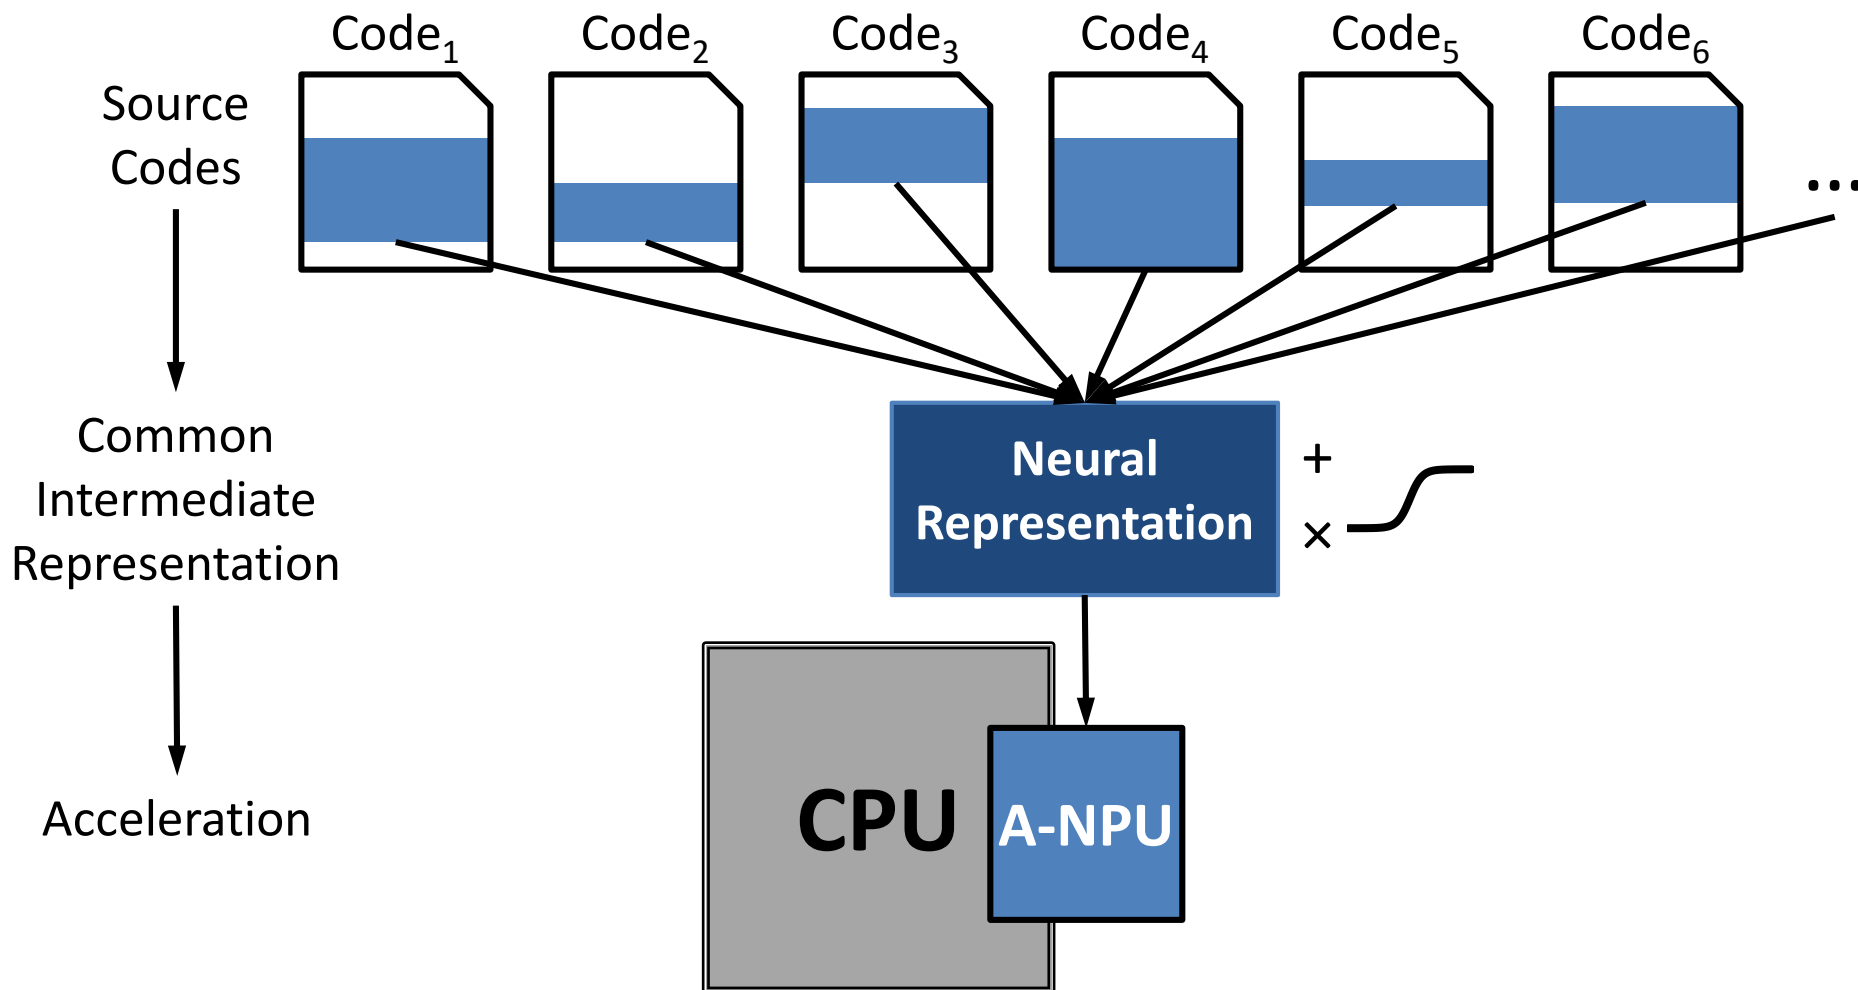 Code1 Code2 Code3 Code4 Code5 Code6
Source
Codes
...
Common
Intermediate
Representation
Neural
Representation
+
×
Acceleration
CPU
A-NPU